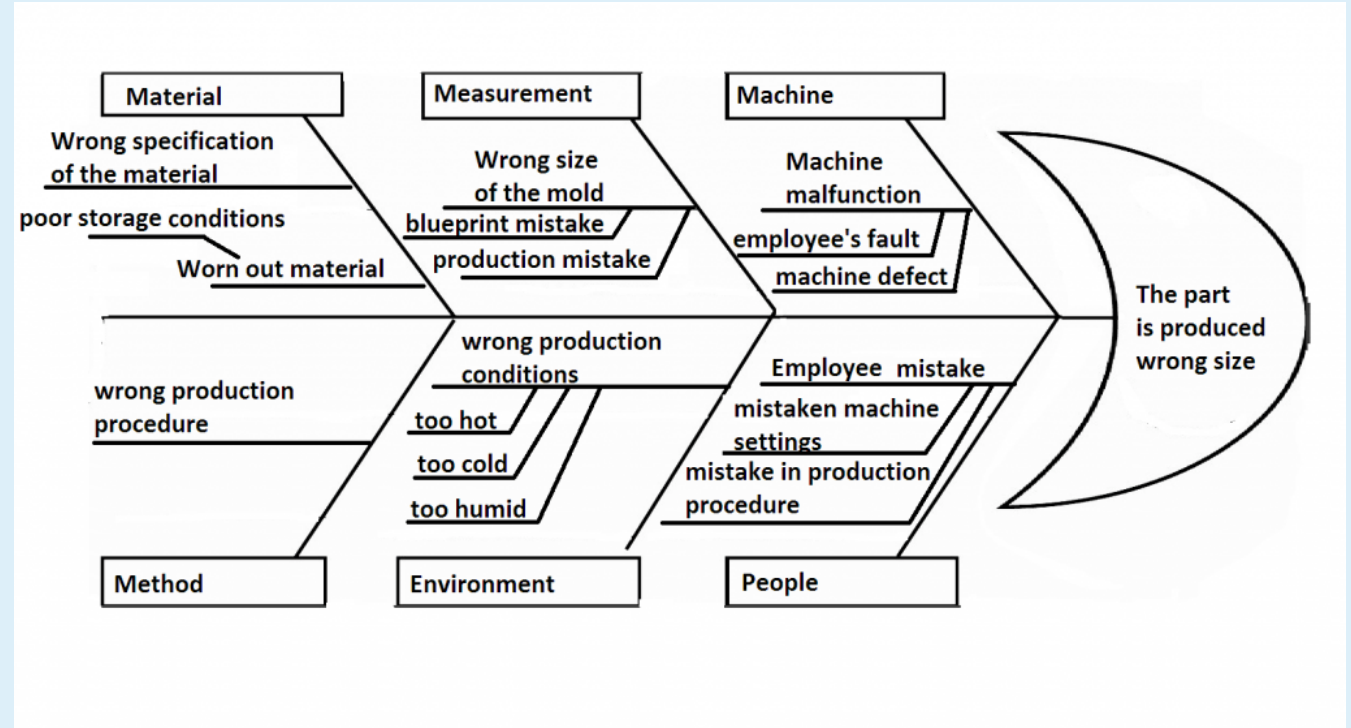 Material
Measurement
Machine
Wrong specification
of the material
poor storage conditions
Worn out material
Wrong size
of the mold
blueprint mistake
production mistake
Machine
malfunction
employee's fault
machine defect
The part
is produced
wrong size
wrong production
procedure
wrong production
conditions
too hot
too cold
too humid
Employee mistake
mistaken machine
settings
mistake in production
procedure
Method
Environment
People